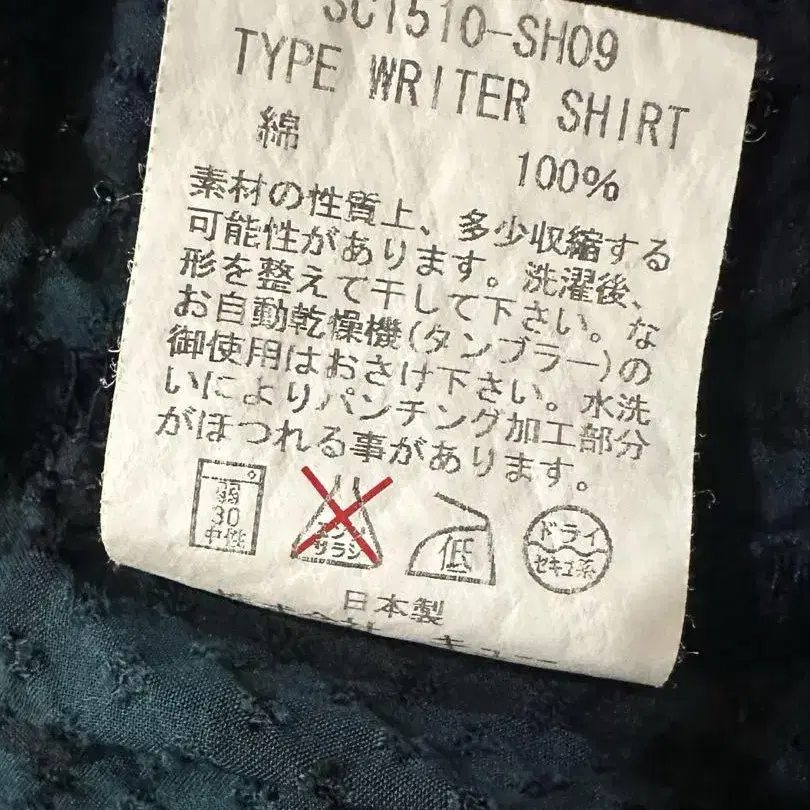 SC1510-SH09
TYPE WRITER SHIRT
綿 100%
素材の性質上、多少収縮する
可能性があります。洗濯後、
形を整えて干して下さい。な
お自動乾燥機(タンブラー)の
御使用はおさけ下さい。水洗
いによりパンチング加工部分
がほつれる事があります。
弱
30
中性
エンソ
サラシ
低
ドライ
セキユ系
日本製